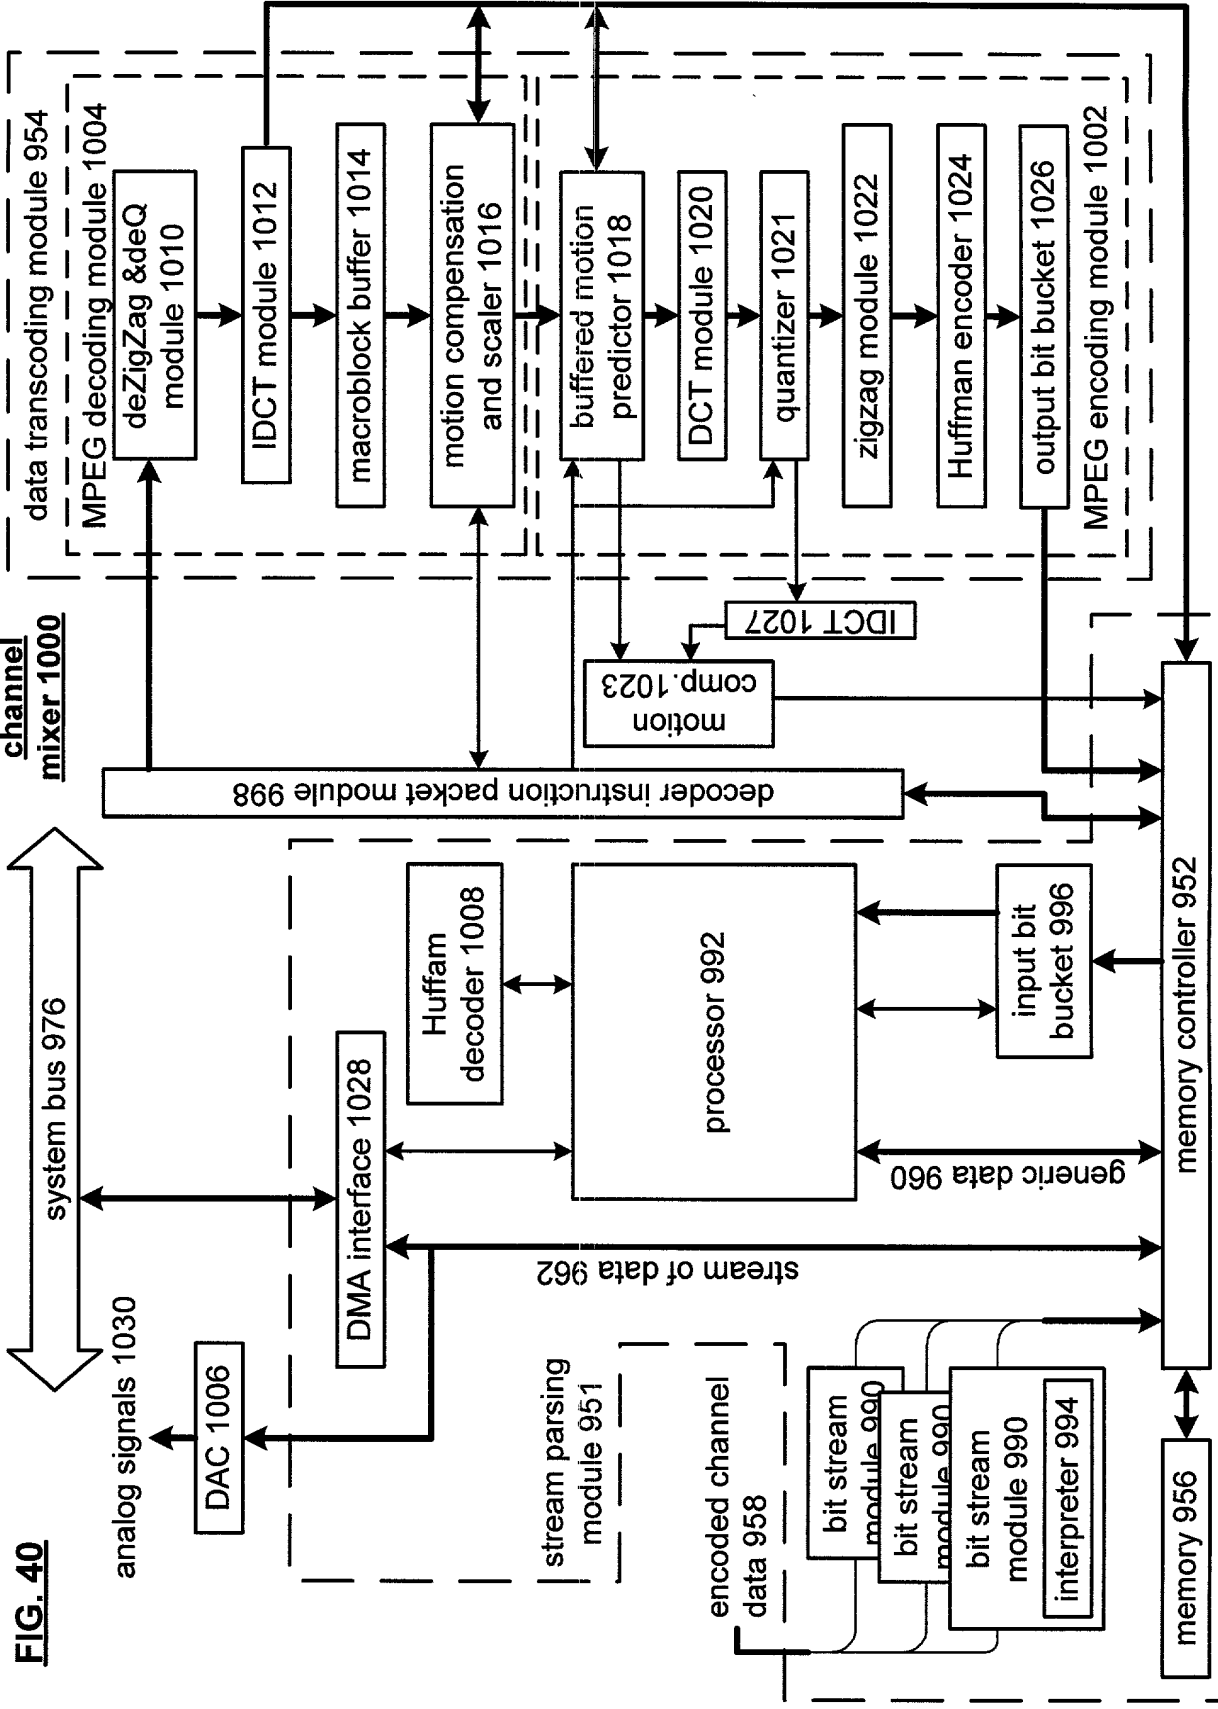 FIG. 40
channel
mixer 1000
system bus 976
analog signals 1030
DAC 1006
DMA interface 1028
stream parsing
module 951
encoded channel
data 958
bit stream
module 990
bit stream
module 990
bit stream
module 990
interpreter 994
memory 956
stream of data 962
generic data 960
Huffam
decoder 1008
processor 992
input bit
bucket 996
memory controller 952
decoder instruction packet module 998
motion
comp. 1023
IDCT 1027
data transcoding module 954
MPEG decoding module 1004
deZigZag &deQ
module 1010
IDCT module 1012
macroblock buffer 1014
motion compensation
and scaler 1016
buffered motion
predictor 1018
DCT module 1020
quantizer 1021
zigzag module 1022
Huffman encoder 1024
output bit bucket 1026
MPEG encoding module 1002